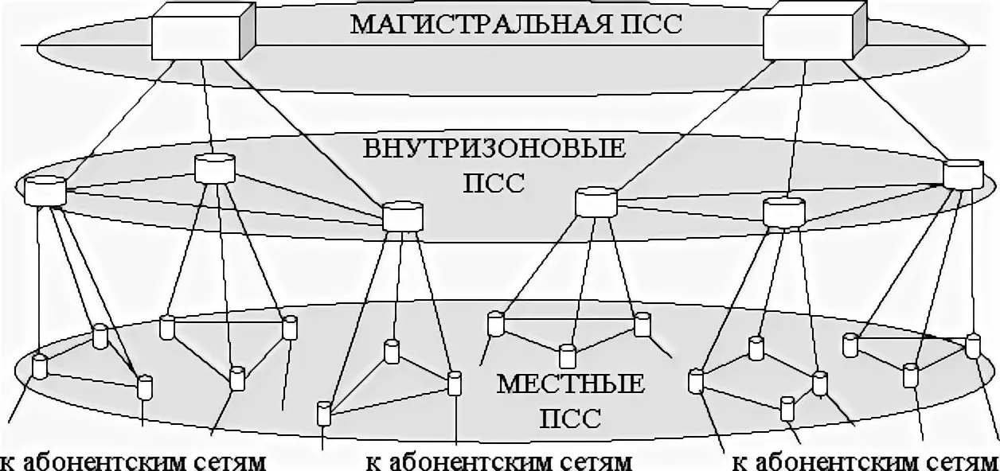 МАГИСТРАЛЬНАЯ ПСС
ВНУТРИЗОНОВЫЕ
ПСС
МЕСТНЫЕ
ПСС
к абонентским сетям
к абонентским сетям
к абонентским сетям